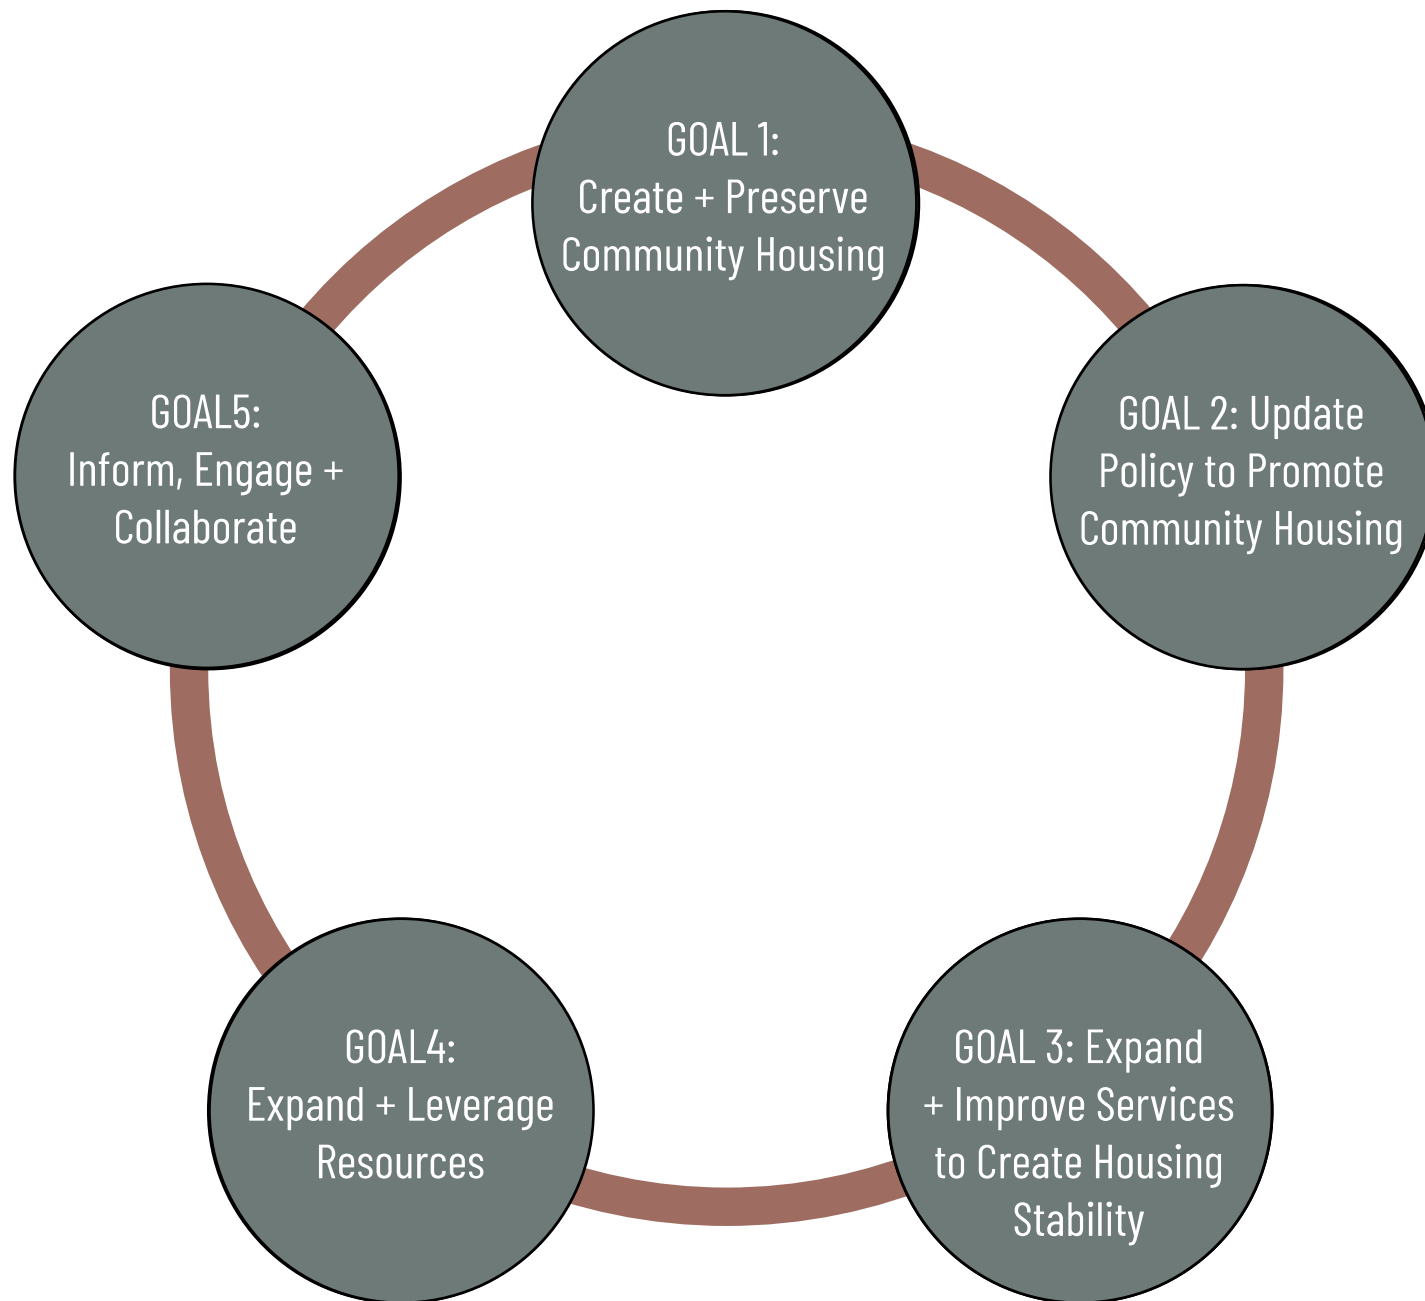 GOAL 1:
Create + Preserve
Community Housing
GOAL 2: Update
Policy to Promote
Community Housing
GOAL 3: Expand
+ Improve Services
to Create Housing
Stability
GOAL4:
Expand + Leverage
Resources
GOAL5:
Inform, Engage +
Collaborate